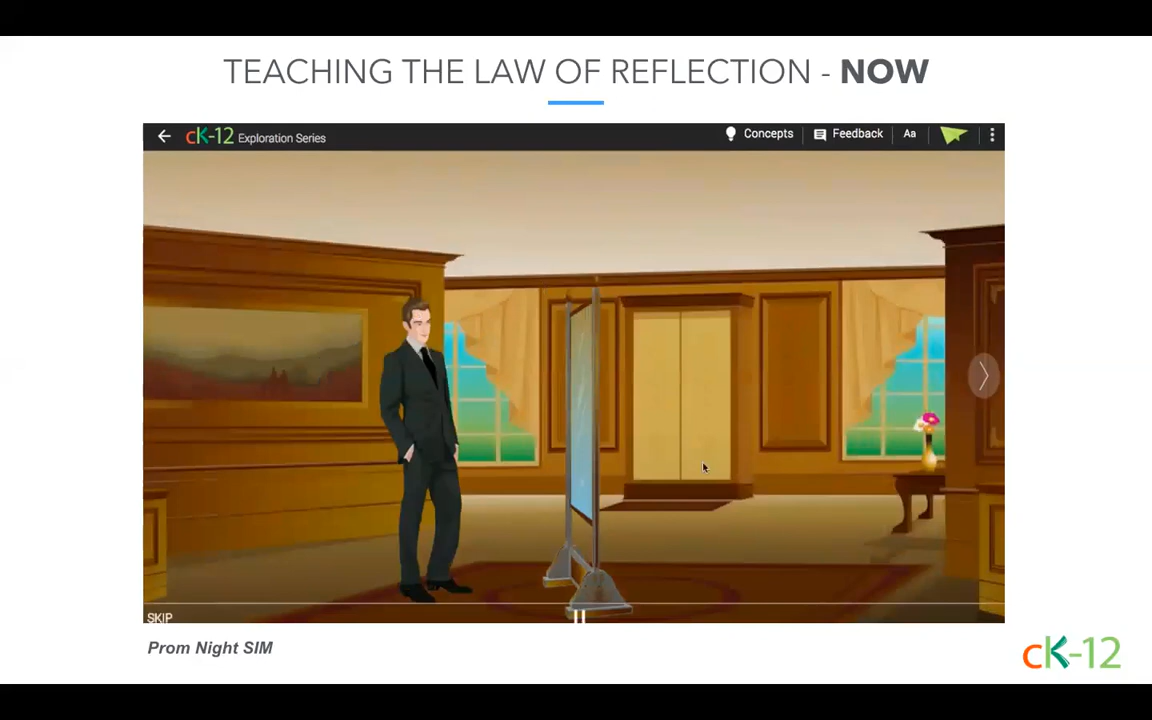 TEACHING THE LAW OF REFLECTION - NOW
cK-12 Exploration Series Concepts Feedback Aa
SKIP
Prom Night SIM
cK-12